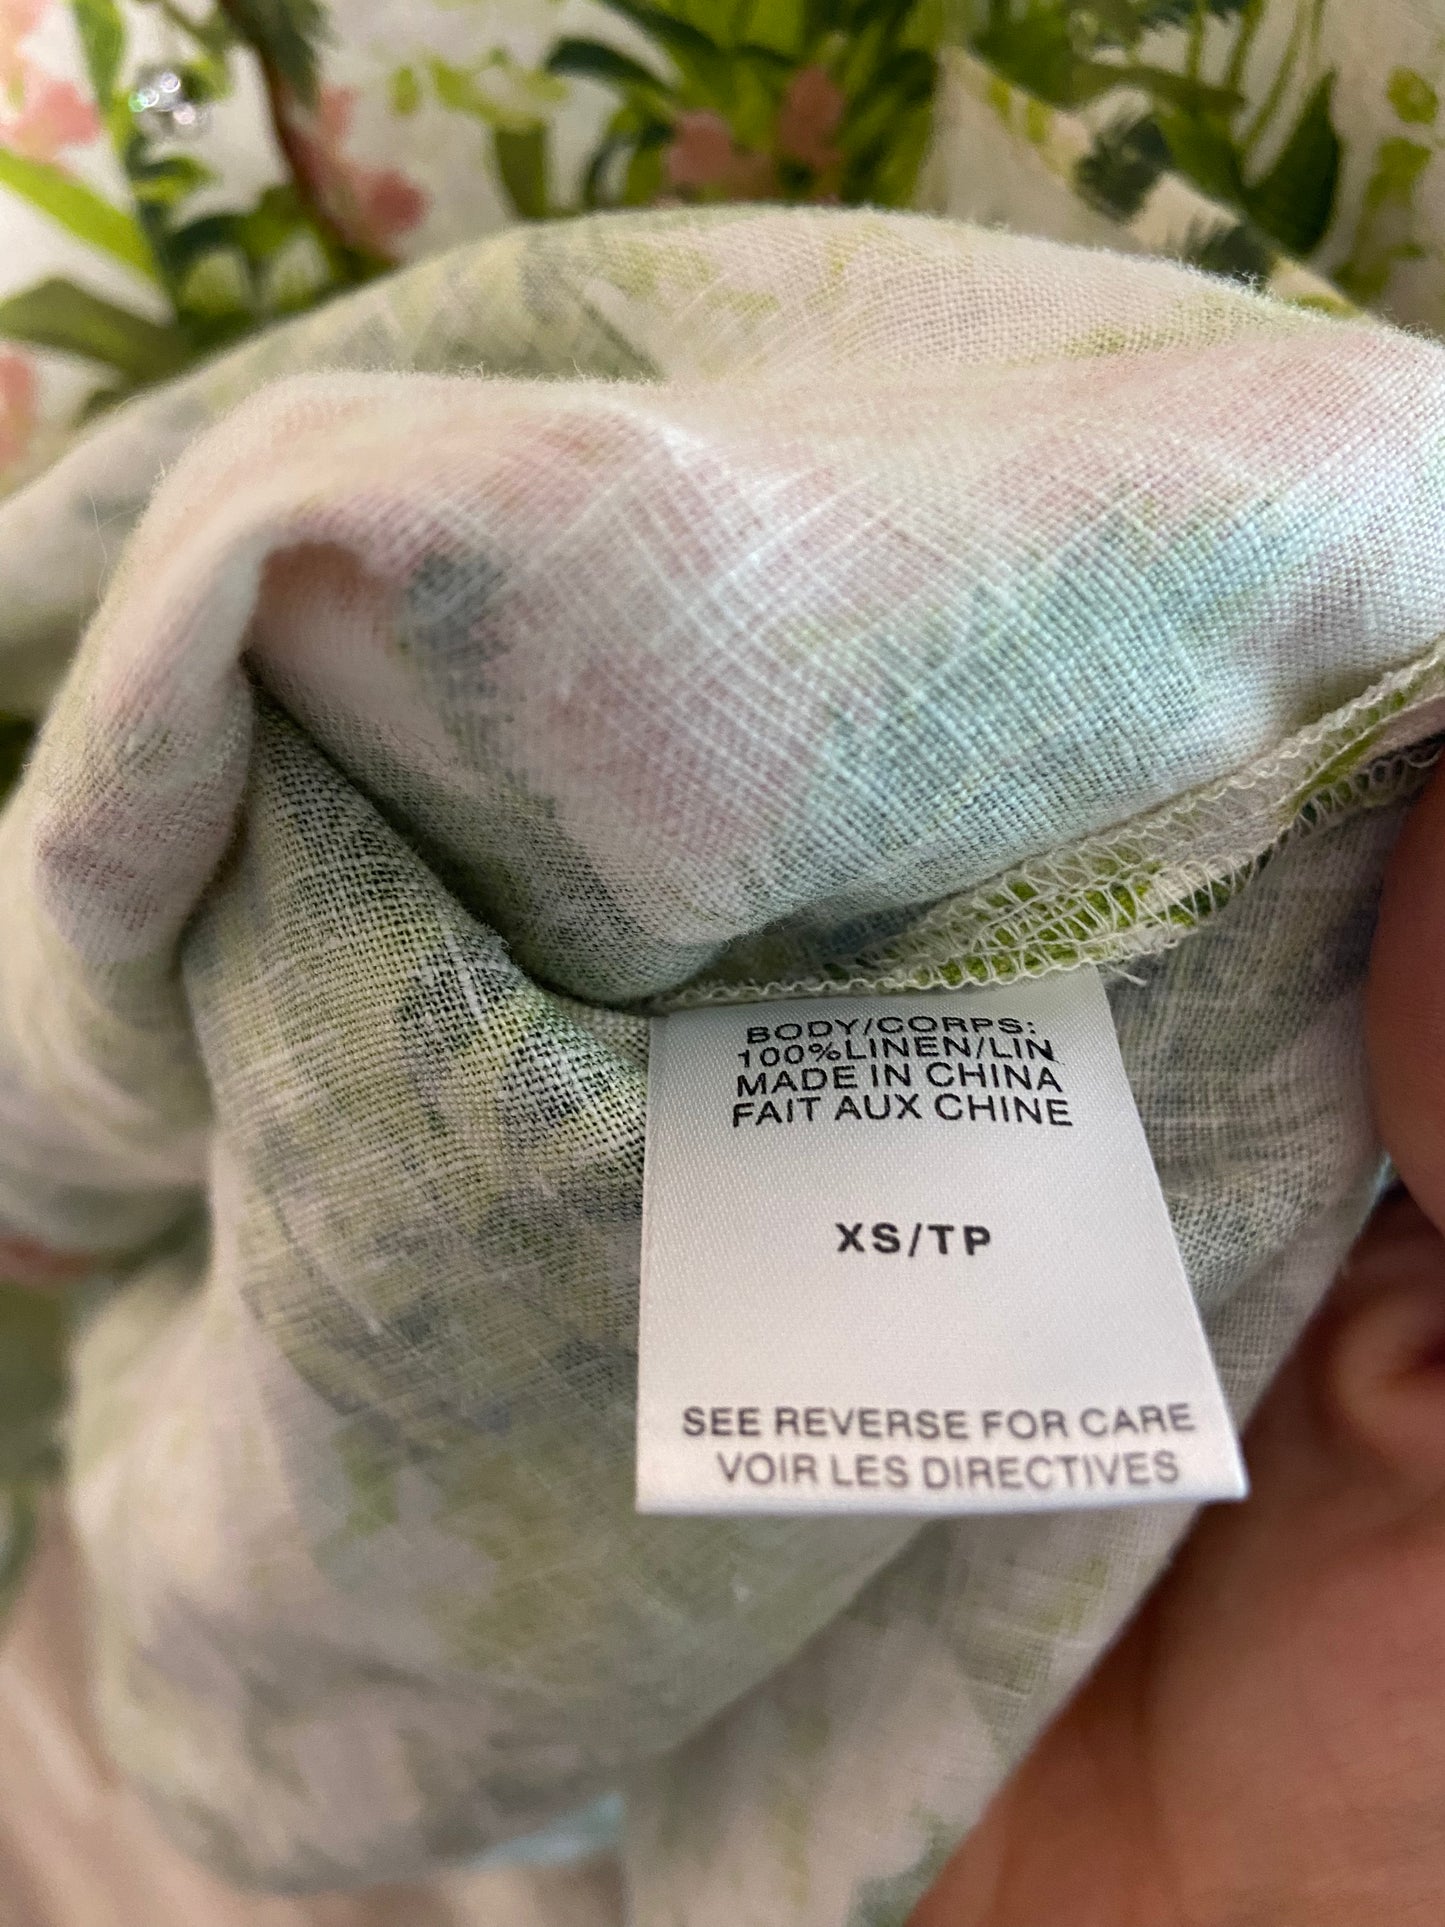 BODY/CORPS:
100%LINEN/LIN
MADE IN CHINA
FAIT AUX CHINE
XS/TP
SEE REVERSE FOR CARE
VOIR LES DIRECTIVES